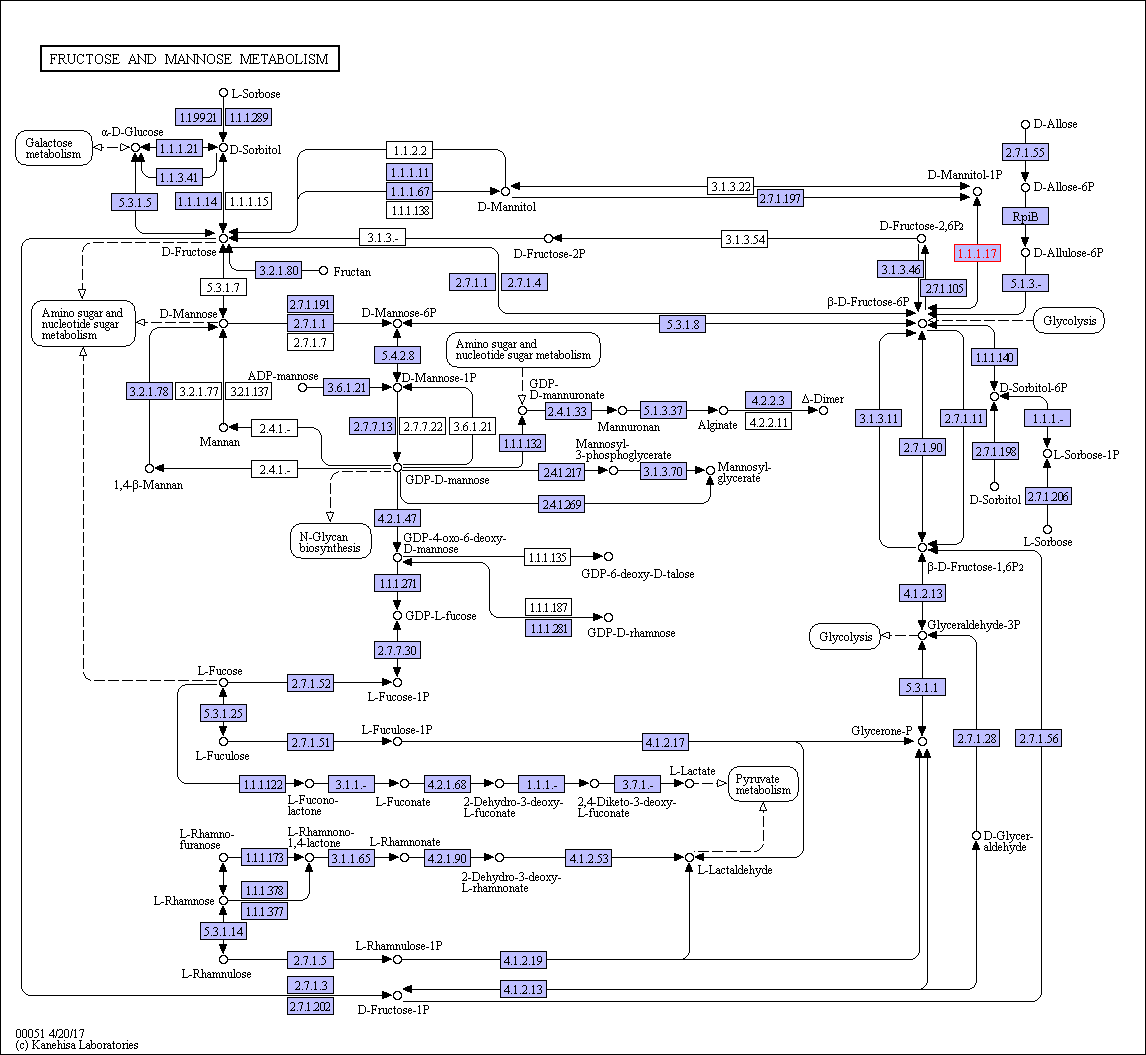 FRUCTOSE AND MANNOSE METABOLISM
L-Sorbose
1.1.99.21
1.1.1.289
α-D-Glucose
Galactose
metabolism
1.1.1.21
D-Sorbitol
1.1.3.41
5.3.1.5
1.1.1.14
1.1.1.15
1.1.2.2
1.1.1.11
1.1.1.67
1.1.1.138
D-Mannitol
3.1.3.22
2.7.1.197
D-Mannitol-1P
D-Allose
2.7.1.55
D-Allose-6P
RpiB
D-Allulose-6P
5.3.1.-
D-Fructose
3.1.3.-
D-Fructose-2P
3.1.3.54
D-Fructose-2,6P2
1.1.1.17
3.1.3.46
2.7.1.105
3.2.1.80
Fructan
2.7.1.1
2.7.1.4
5.3.1.7
β-D-Fructose-6P
Glycolysis
Amino sugar and
nucleotide sugar
metabolism
D-Mannose
2.7.1.191
2.7.1.1
2.7.1.7
D-Mannose-6P
5.3.1.8
5.4.2.8
Amino sugar and
nucleotide sugar metabolism
1.1.1.140
ADP-mannose
3.6.1.21
D-Mannose-1P
GDP-
D-mannuronate
D-Sorbitol-6P
3.2.1.78
3.2.1.77
3.2.1.137
2.4.1.33
Mannuronan
5.1.3.37
Alginate
4.2.2.3
4.2.2.11
Δ-Dimer
3.1.3.11
2.7.1.11
1.1.1.-
Mannan
2.4.1.-
2.7.7.13
2.7.7.22
3.6.1.21
1.1.1.132
Mannosyl-
3-phosphoglycerate
2.7.1.90
2.7.1.198
L-Sorbose-1P
2.4.1.-
1,4-β-Mannan
GDP-D-mannose
2.4.1.217
3.1.3.70
Mannosyl-
glycerate
D-Sorbitol
2.7.1.206
2.4.1.269
4.2.1.47
N-Glycan
biosynthesis
GDP-4-oxo-6-deoxy-
D-mannose
L-Sorbose
1.1.1.135
GDP-6-deoxy-D-talose
β-D-Fructose-1,6P2
1.1.1.271
4.1.2.13
GDP-L-fucose
1.1.1.187
1.1.1.281
GDP-D-rhamnose
Glycolysis
Glyceraldehyde-3P
2.7.7.30
L-Fucose
2.7.1.52
L-Fucose-1P
5.3.1.1
5.3.1.25
L-Fuculose
2.7.1.51
L-Fuculose-1P
4.1.2.17
Glycerone-P
2.7.1.28
2.7.1.56
1.1.1.122
L-Fucono-
lactone
3.1.1.-
L-Fuconate
4.2.1.68
2-Dehydro-3-deoxy-
L-fuconate
1.1.1.-
2,4-Diketo-3-deoxy-
L-fuconate
3.7.1.-
L-Lactate
Pyruvate
metabolism
L-Rhamno-
furanose
1.1.1.173
L-Rhamnono-
1,4-lactone
3.1.1.65
L-Rhamnonate
4.2.1.90
2-Dehydro-3-deoxy-
L-rhamnonate
4.1.2.53
L-Lactaldehyde
D-Glycer-
aldehyde
L-Rhamnose
1.1.1.378
1.1.1.377
5.3.1.14
L-Rhamnulose
2.7.1.5
L-Rhamnulose-1P
4.1.2.19
2.7.1.3
2.7.1.202
D-Fructose-1P
4.1.2.13
00051 4/20/17
(c) Kanehisa Laboratories